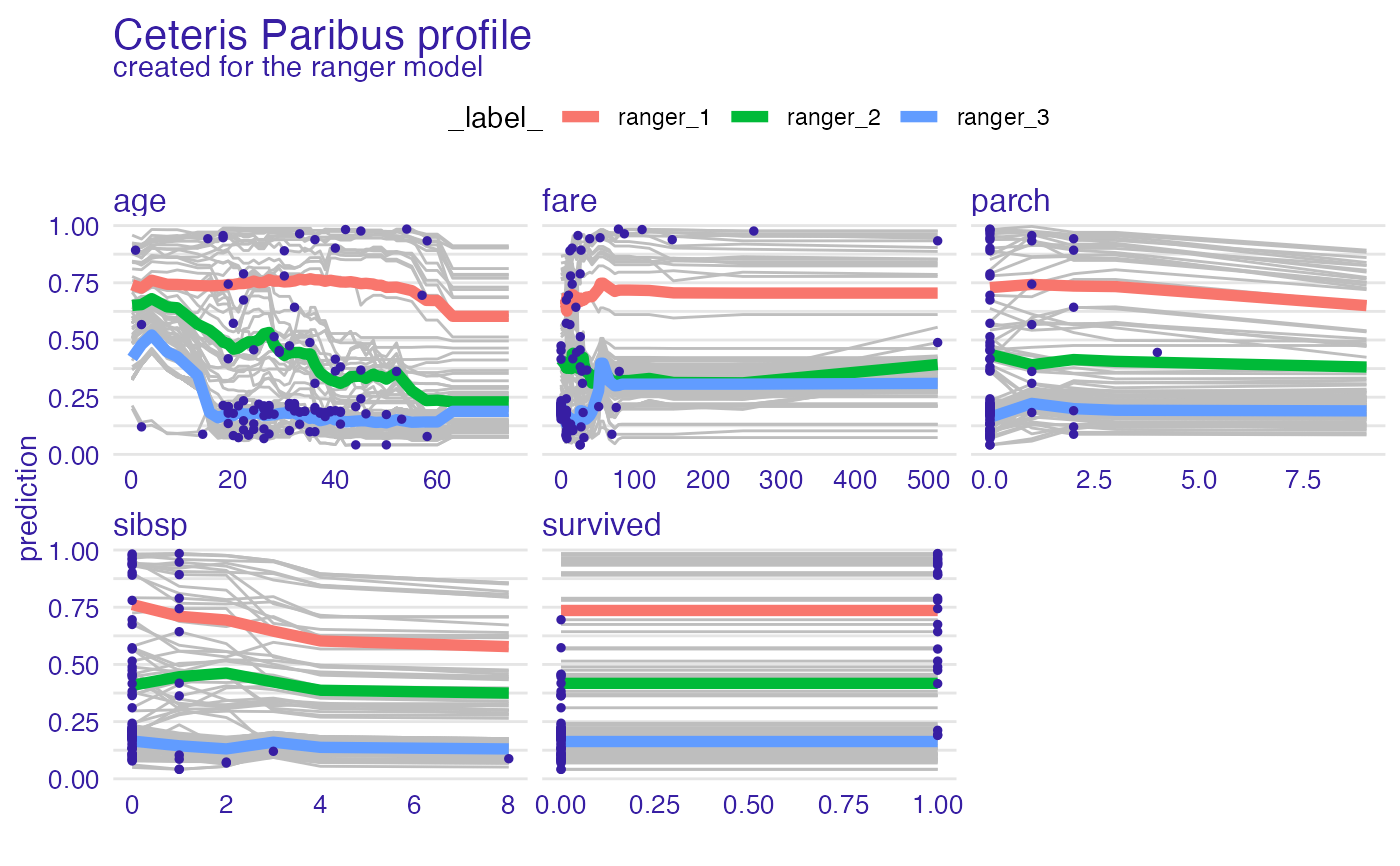 Ceteris Paribus profile
created for the ranger model
_label_ ranger_1 ranger_2 ranger_3
age fare parch
1.00
0.75
0.50
0.25
0.00
0 20 40 60 0 100 200 300 400 500 0.0 2.5 5.0 7.5
prediction
sibsp survived
1.00
0.75
0.50
0.25
0.00
0 2 4 6 8 0.00 0.25 0.50 0.75 1.00